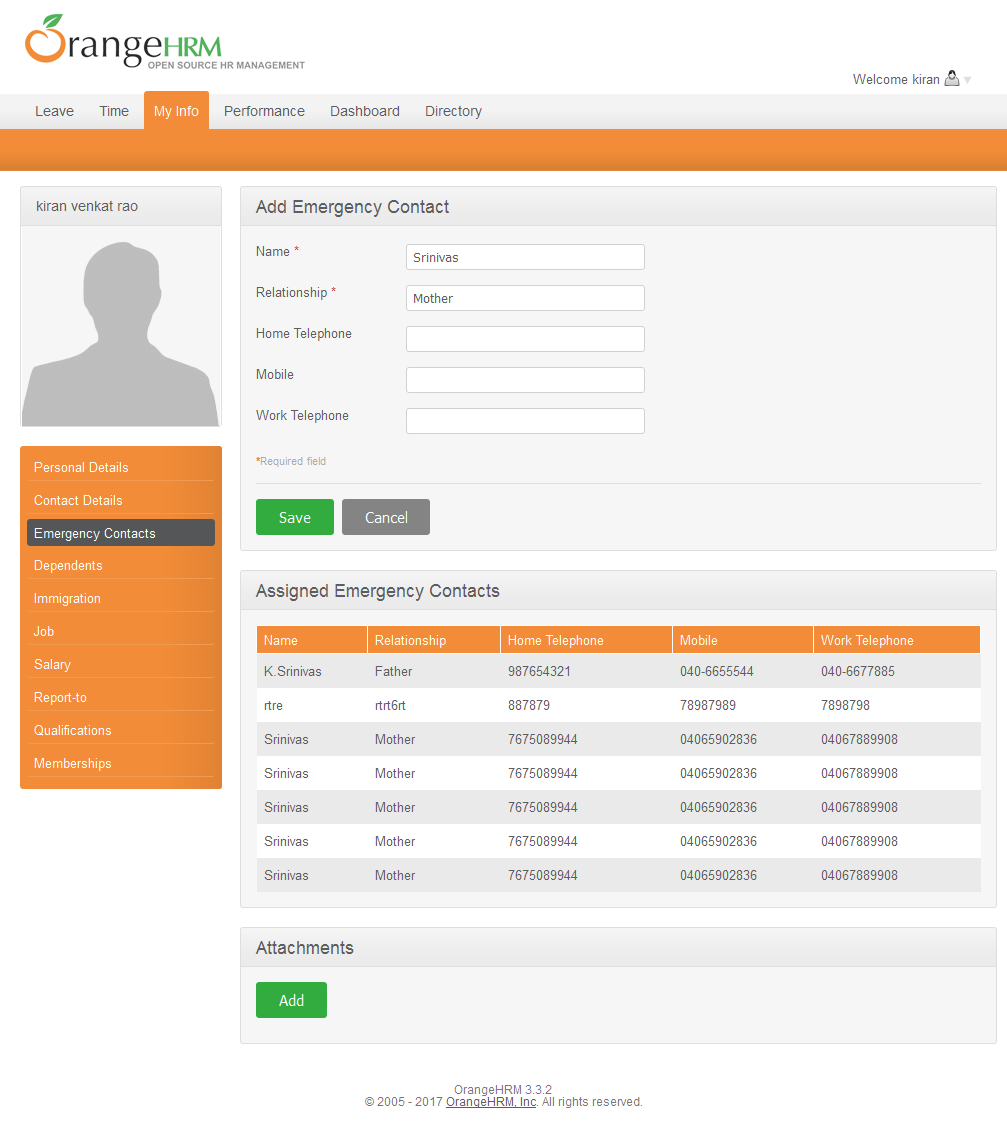 OrangeHRM
OPEN SOURCE HR MANAGEMENT
Welcome kiran
Leave Time My Info Performance Dashboard Directory
kiran venkat rao
Personal Details
Contact Details
Emergency Contacts
Dependents
Immigration
Job
Salary
Report-to
Qualifications
Memberships
Add Emergency Contact
Name * Srinivas
Relationship * Mother
Home Telephone
Mobile
Work Telephone
*Required field
Save Cancel
Assigned Emergency Contacts
Name Relationship Home Telephone Mobile Work Telephone
K.Srinivas Father 987654321 040-6655544 040-6677885
rtre rtrt6rt 887879 78987989 7898798
Srinivas Mother 7675089944 04065902836 04067889908
Srinivas Mother 7675089944 04065902836 04067889908
Srinivas Mother 7675089944 04065902836 04067889908
Srinivas Mother 7675089944 04065902836 04067889908
Srinivas Mother 7675089944 04065902836 04067889908
Attachments
Add
OrangeHRM 3.3.2
© 2005 - 2017 OrangeHRM, Inc. All rights reserved.